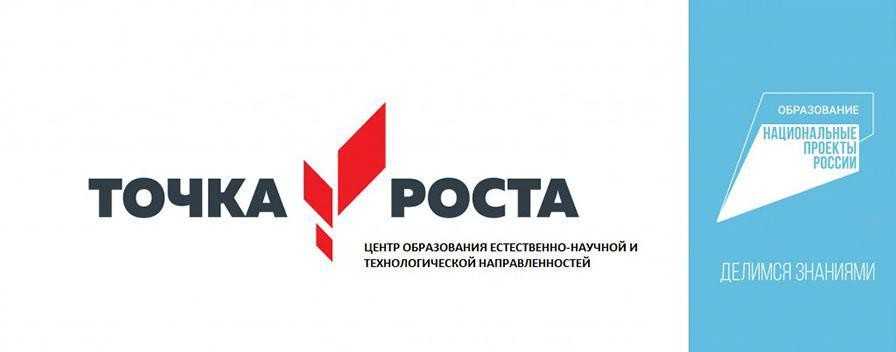 ТОЧКА РОСТА
ЦЕНТР ОБРАЗОВАНИЯ ЕСТЕСТВЕННО-НАУЧНОЙ И
ТЕХНОЛОГИЧЕСКОЙ НАПРАВЛЕННОСТЕЙ
ОБРАЗОВАНИЕ
НАЦИОНАЛЬНЫЕ
ПРОЕКТЫ
РОССИИ
ДЕЛИМСЯ ЗНАНИЯМИ